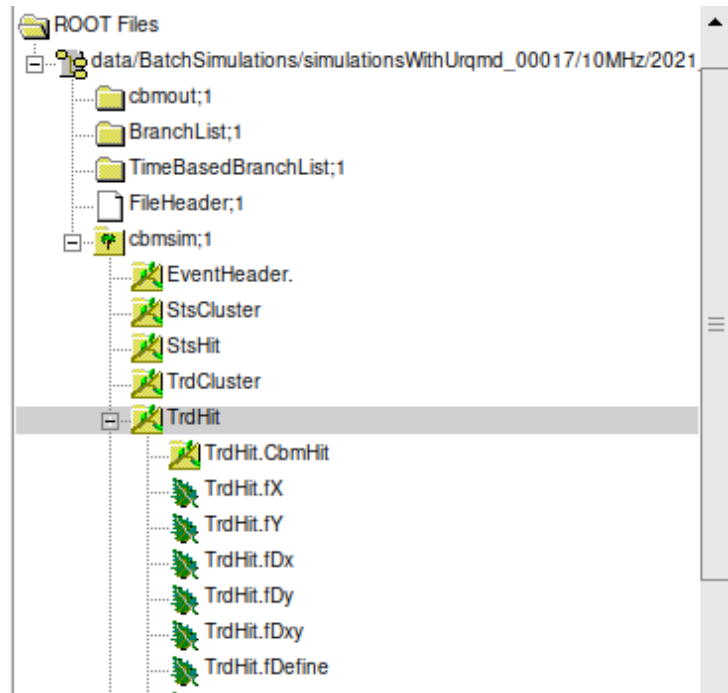 ROOT Files
data/BatchSimulations/simulationsWithUrqmd_00017/10MHz/2021_
cbmout;1
BranchList;1
TimeBasedBranchList;1
FileHeader;1
cbmsim;1
EventHeader.
StsCluster
StsHit
TrdCluster
TrdHit
TrdHit.CbmHit
TrdHit.fX
TrdHit.fY
TrdHit.fDx
TrdHit.fDy
TrdHit.fDxy
TrdHit.fDefine